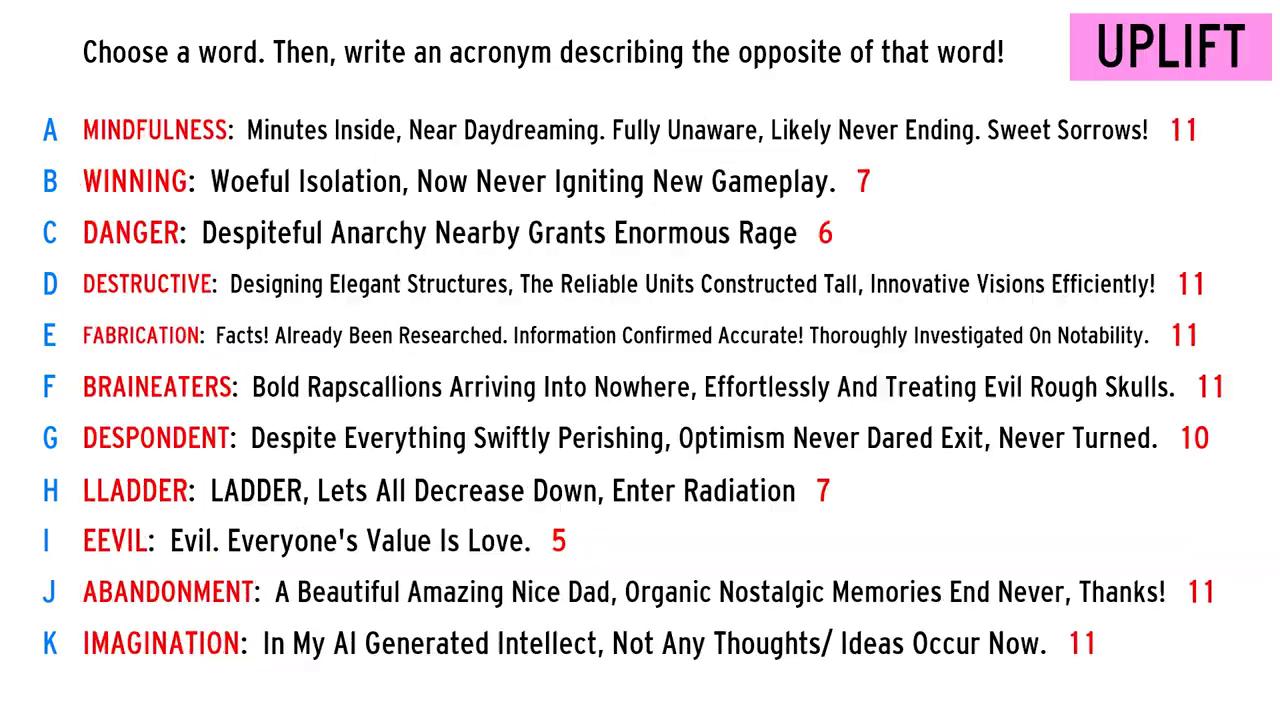 Choose a word. Then, write an acronym describing the opposite of that word!
UPLIFT
A MINDFULNESS: Minutes Inside, Near Daydreaming. Fully Unaware, Likely Never Ending. Sweet Sorrows! 11
B WINNING: Woeful Isolation, Now Never Igniting New Gameplay. 7
C DANGER: Despiteful Anarchy Nearby Grants Enormous Rage 6
D DESTRUCTIVE: Designing Elegant Structures, The Reliable Units Constructed Tall, Innovative Visions Efficiently! 11
E FABRICATION: Facts! Already Been Researched. Information Confirmed Accurate! Thoroughly Investigated On Notability. 11
F BRAINEATERS: Bold Rapscallions Arriving Into Nowhere, Effortlessly And Treating Evil Rough Skulls. 11
G DESPONDENT: Despite Everything Swiftly Perishing, Optimism Never Dared Exit, Never Turned. 10
H LLADDER: LADDER, Lets All Decrease Down, Enter Radiation 7
I EEVIL: Evil. Everyone's Value Is Love. 5
J ABANDONMENT: A Beautiful Amazing Nice Dad, Organic Nostalgic Memories End Never, Thanks! 11
K IMAGINATION: In My AI Generated Intellect, Not Any Thoughts/ Ideas Occur Now. 11